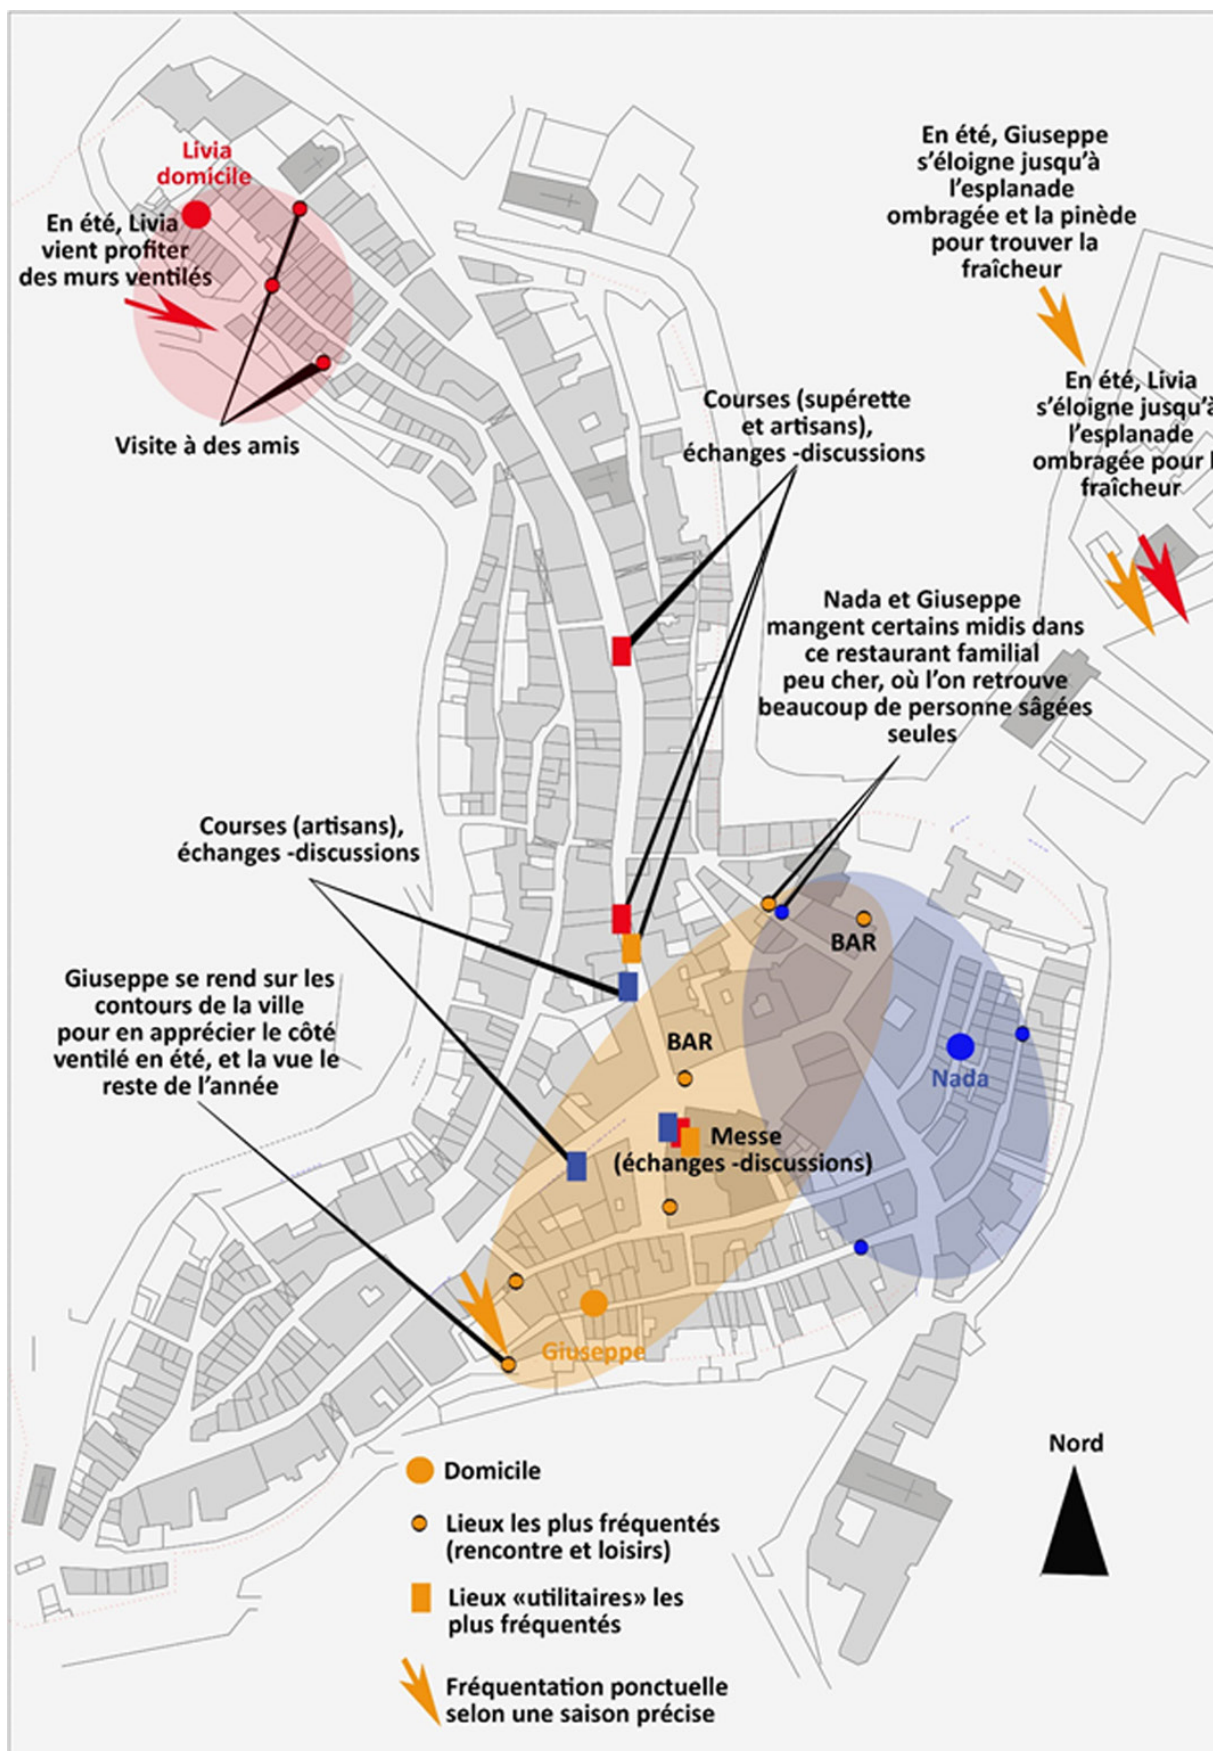 Livia
domicile
En été, Livia
vient profiter
des murs ventilés
Visite à des amis
En été, Giuseppe
s'éloigne jusqu'à
l'esplanade
ombragée et la pinède
pour trouver la
fraîcheur
En été, Livia
s'éloigne jusqu'à
l'esplanade
ombragée pour l
fraîcheur
Courses (supérette
et artisans),
échanges -discussions
Nada et Giuseppe
mangent certains midis dans
ce restaurant familial
peu cher, où l'on retrouve
beaucoup de personne sâgées
seules
Courses (artisans),
échanges -discussions
BAR
Giuseppe se rend sur les
contours de la ville
pour en apprécier le côté
ventilé en été, et la vue le
reste de l'année
BAR
Nada
Messe
(échanges -discussions)
Giuseppe
Domicile
Lieux les plus fréquentés
(rencontre et loisirs)
Lieux «utilitaires» les
plus fréquentés
Fréquentation ponctuelle
selon une saison précise
Nord